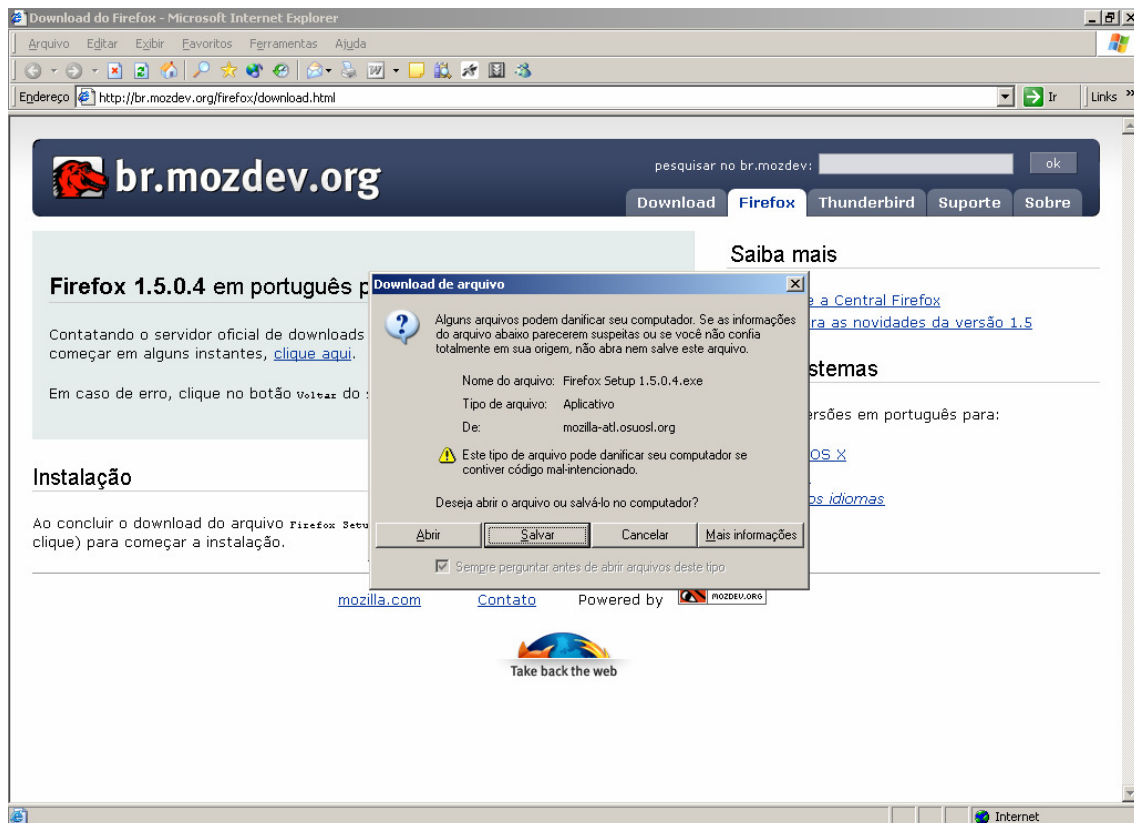 Download do Firefox - Microsoft Internet Explorer
Arquivo Editar Exibir Favoritos Ferramentas Ajuda
Endereço http://br.mozdev.org/firefox/download.html Ir Links »
br.mozdev.org
pesquisar no br.mozdev: ok
Download Firefox Thunderbird Suporte Sobre
Firefox 1.5.0.4 em português p
Contatando o servidor oficial de downloads
começar em alguns instantes, clique aqui.
Em caso de erro, clique no botão Voltar do
Instalação
Ao concluir o download do arquivo Firefox Setu
clique) para começar a instalação.
Saiba mais
e a Central Firefox
ra as novidades da versão 1.5
stemas
ersões em português para:
OS X
os idiomas
Download de arquivo
Alguns arquivos podem danificar seu computador. Se as informações
do arquivo abaixo parecerem suspeitas ou se você não confia
totalmente em sua origem, não abra nem salve este arquivo.
Nome do arquivo: Firefox Setup 1.5.0.4.exe
Tipo de arquivo: Aplicativo
De: mozilla-atl.osuosl.org
Este tipo de arquivo pode danificar seu computador se
contiver código mal-intencionado.
Deseja abrir o arquivo ou salvá-lo no computador?
Abrir Salvar Cancelar Mais informações
Sempre perguntar antes de abrir arquivos deste tipo
mozilla.com Contato Powered by MOZDEV.ORG
Take back the web
Internet